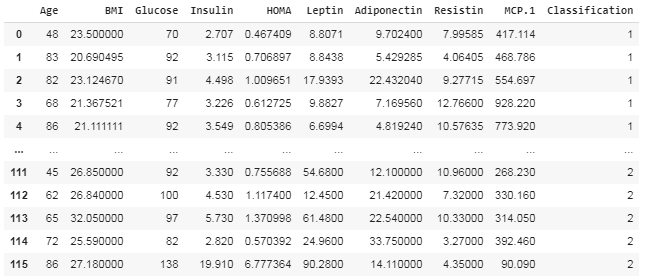 Age BMI Glucose Insulin HOMA Leptin Adiponectin Resistin MCP.1 Classification
0 48 23.500000 70 2.707 0.467409 8.8071 9.702400 7.99585 417.114 1
1 83 20.690495 92 3.115 0.706897 8.8438 5.429285 4.06405 468.786 1
2 82 23.124670 91 4.498 1.009651 17.9393 22.432040 9.27715 554.697 1
3 68 21.367521 77 3.226 0.612725 9.8827 7.169560 12.76600 928.220 1
4 86 21.111111 92 3.549 0.805386 6.6994 4.819240 10.57635 773.920 1
... ... ... ... ... ... ... ... ... ... ...
111 45 26.850000 92 3.330 0.755688 54.6800 12.100000 10.96000 268.230 2
112 62 26.840000 100 4.530 1.117400 12.4500 21.420000 7.32000 330.160 2
113 65 32.050000 97 5.730 1.370998 61.4800 22.540000 10.33000 314.050 2
114 72 25.590000 82 2.820 0.570392 24.9600 33.750000 3.27000 392.460 2
115 86 27.180000 138 19.910 6.777364 90.2800 14.110000 4.35000 90.090 2